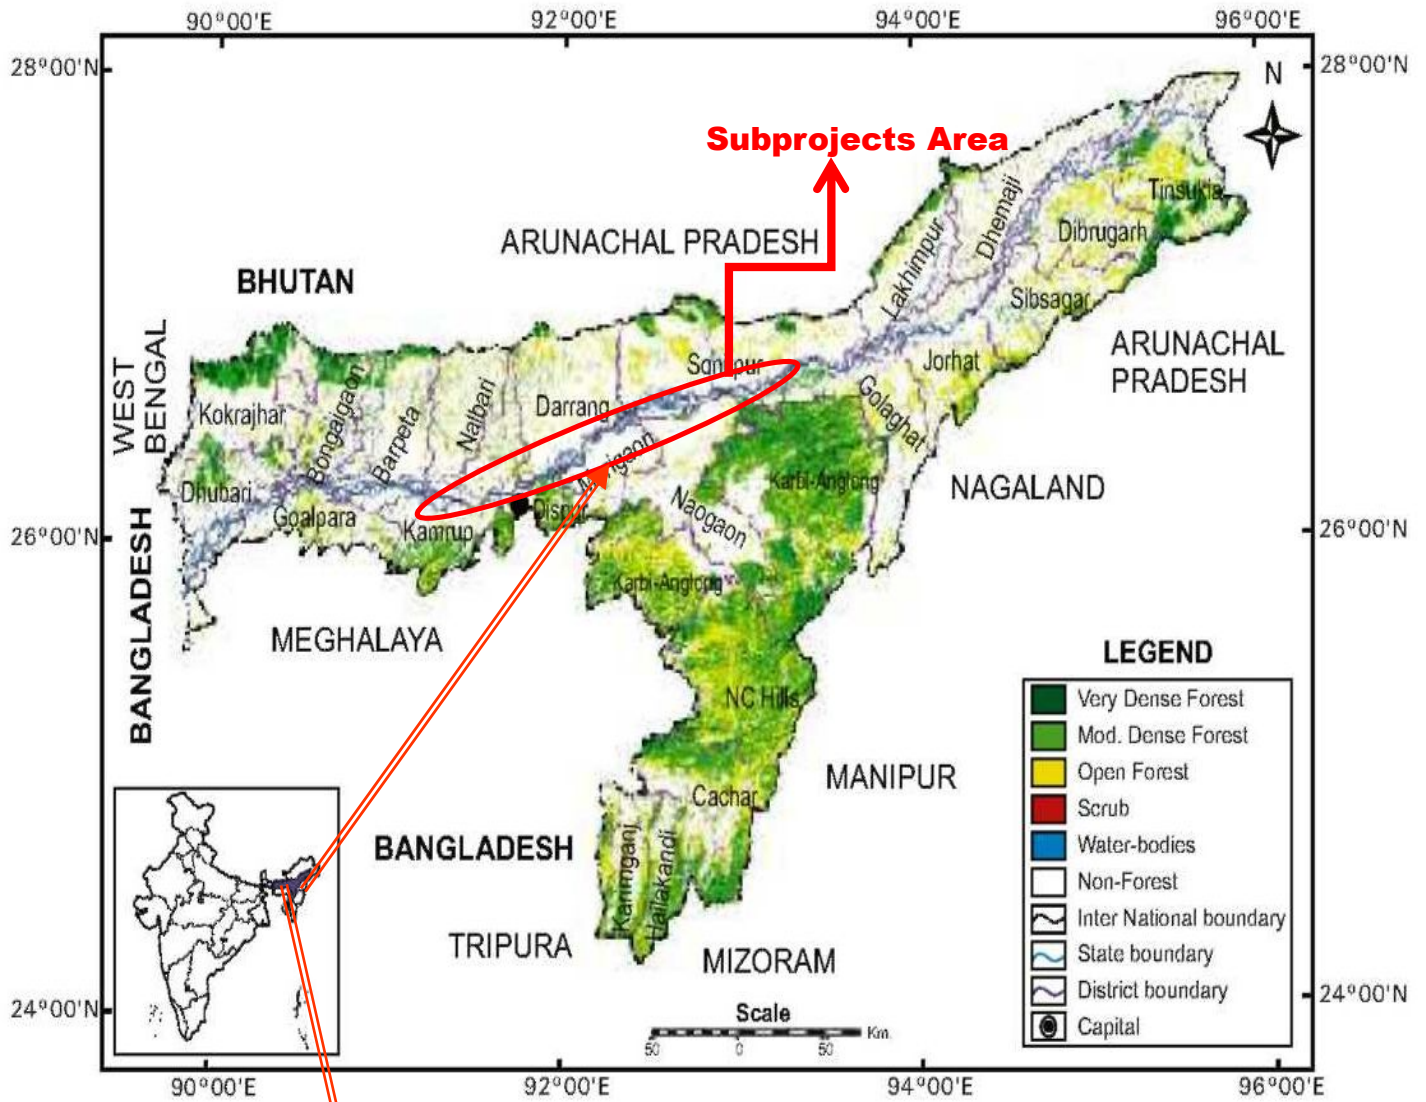 90°00'E 92°00'E 94°00'E 96°00'E
28°00'N 28°00'N
N
Subprojects Area
Tinsukia
Dhemaji
Dibrugarh
ARUNACHAL PRADESH
Lakhimpur
BHUTAN
Sibsagar
WEST
BENGAL
ARUNACHAL
PRADESH
Jorhat
Sonitpur
Kokrajhar
Bongaigaon
Barpeta
Nalbari
Darrang
Golaghat
Morigaon
Karbi-Anglong
NAGALAND
Dhubari
Goalpara
Kamrup
Dispur
Naogaon
26°00'N 26°00'N
BANGLADESH
Karbi-Anglong
MEGHALAYA
NC Hills
MANIPUR
Cachar
BANGLADESH
Karimganj
Hailakandi
TRIPURA
MIZORAM
LEGEND
Very Dense Forest
Mod. Dense Forest
Open Forest
Scrub
Water-bodies
Non-Forest
Inter National boundary
State boundary
District boundary
Capital
24°00'N 24°00'N
Scale
Km.
50 0 50
90°00'E 92°00'E 94°00'E 96°00'E